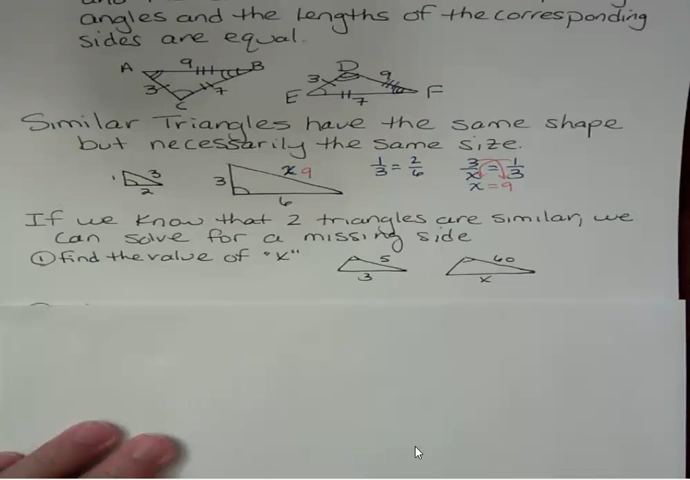 angles and the lengths of the corresponding
sides are equal.
A 9 B
3 7
C
D
3 9
E 7 F
Similar Triangles have the same shape
but necessarily the same size.
1 3
2
3 x 9
6
1/3 = 2/6
3/x = 1/3
x = 9
If we know that 2 triangles are similar, we
can solve for a missing side
① find the value of "x"
5
3
60
x